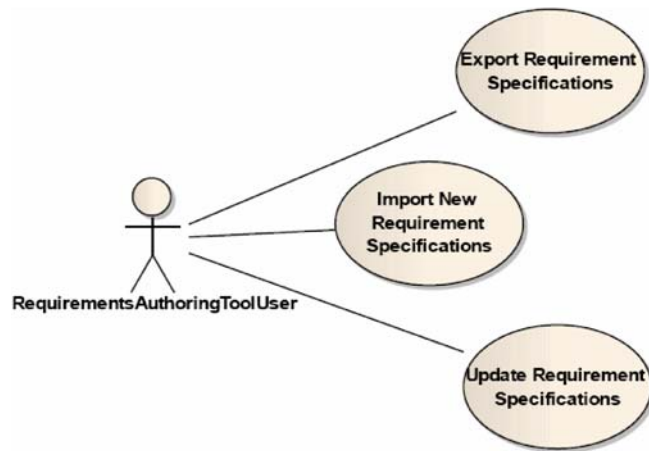 Export Requirement
Specifications
Import New
Requirement
Specifications
RequirementsAuthoringToolUser
Update Requirement
Specifications